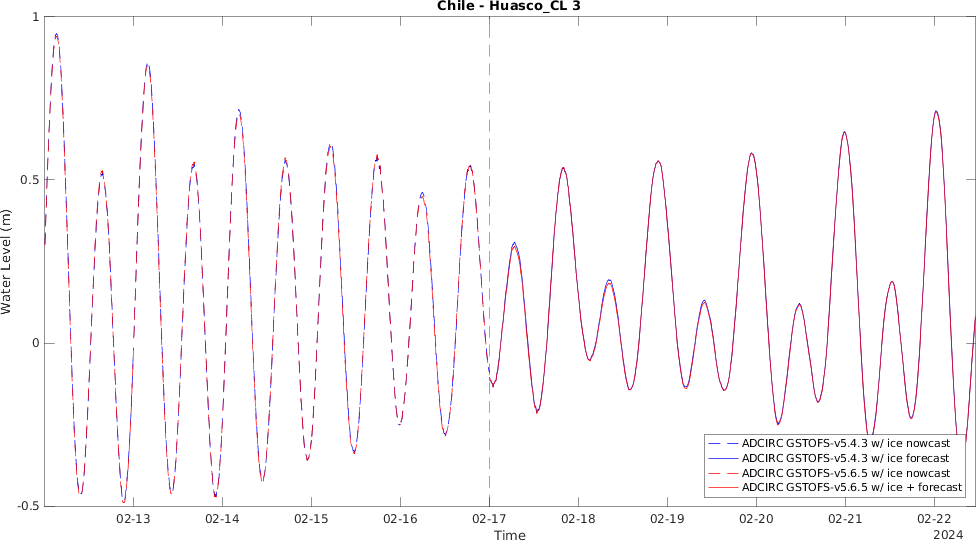 Chile - Huasco_CL 3
Water Level (m)
1
0.5
0
-0.5
ADCIRC GSTOFS-v5.4.3 w/ ice nowcast
ADCIRC GSTOFS-v5.4.3 w/ ice forecast
ADCIRC GSTOFS-v5.6.5 w/ ice nowcast
ADCIRC GSTOFS-v5.6.5 w/ ice + forecast
02-13 02-14 02-15 02-16 02-17 02-18 02-19 02-20 02-21 02-22
Time
2024